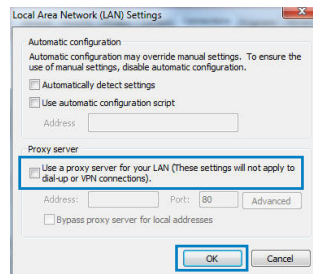 Local Area Network (LAN) Settings
Automatic configuration
Automatic configuration may override manual settings. To ensure the
use of manual settings, disable automatic configuration.
Automatically detect settings
Use automatic configuration script
Address
Proxy server
Use a proxy server for your LAN (These settings will not apply to
dial-up or VPN connections).
Address: Port: 80 Advanced
Bypass proxy server for local addresses
OK Cancel